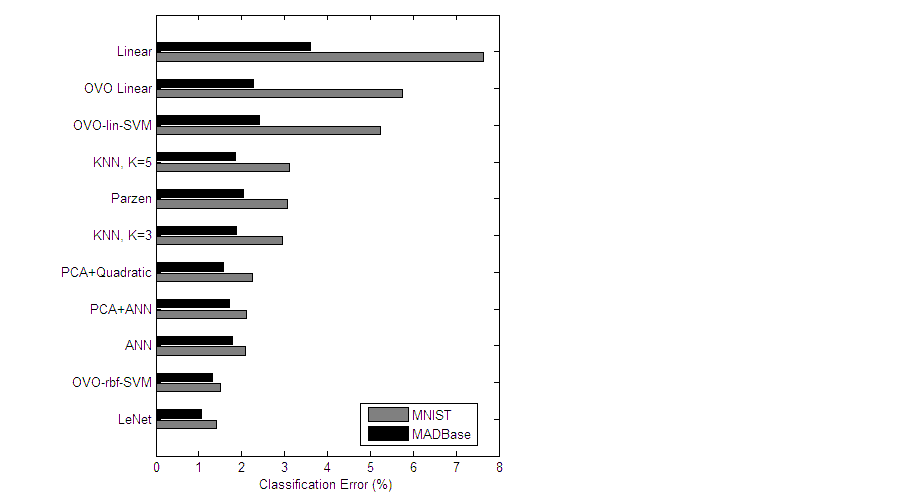 Linear
OVO Linear
OVO-lin-SVM
KNN, K=5
Parzen
KNN, K=3
PCA+Quadratic
PCA+ANN
ANN
OVO-rbf-SVM
LeNet
MNIST
MADBase
0 1 2 3 4 5 6 7 8
Classification Error (%)